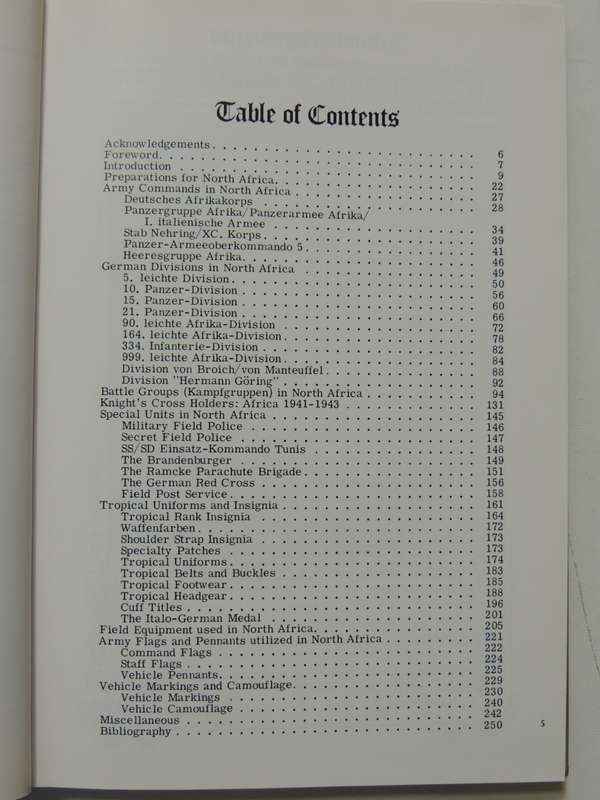 Table of Contents
Acknowledgements . . . . . . . . . . . . . . . . . . . . 6
Foreword. . . . . . . . . . . . . . . . . . . . . . . . 7
Introduction . . . . . . . . . . . . . . . . . . . . . . 9
Preparations for North Africa. . . . . . . . . . . . . . 22
Army Commands in North Africa . . . . . . . . . . . . . 27
Deutsches Afrikakorps . . . . . . . . . . . . . . . . 28
Panzergruppe Afrika/Panzerarmee Afrika/
I. italienische Armee . . . . . . . . . . . . . . . 34
Stab Nehring/XC. Korps . . . . . . . . . . . . . . . . 39
Panzer-Armeeoberkommando 5 . . . . . . . . . . . . . . 41
Heeresgruppe Afrika. . . . . . . . . . . . . . . . . . 46
German Divisions in North Africa . . . . . . . . . . . . 49
5. leichte Division . . . . . . . . . . . . . . . . . . 50
10. Panzer-Division . . . . . . . . . . . . . . . . . . 56
15. Panzer-Division . . . . . . . . . . . . . . . . . . 60
21. Panzer-Division . . . . . . . . . . . . . . . . . . 66
90. leichte Afrika-Division . . . . . . . . . . . . . . 72
164. leichte Afrika-Division . . . . . . . . . . . . . . 78
334. Infanterie-Division . . . . . . . . . . . . . . . . 82
999. leichte Afrika-Division . . . . . . . . . . . . . . 84
Division von Broich/von Manteuffel . . . . . . . . . . . 88
Division "Hermann Göring" . . . . . . . . . . . . . . . 92
Battle Groups (Kampfgruppen) in North Africa . . . . . . . 94
Knight's Cross Holders: Africa 1941-1943 . . . . . . . . . 131
Special Units in North Africa . . . . . . . . . . . . . . 145
Military Field Police . . . . . . . . . . . . . . . . . 146
Secret Field Police . . . . . . . . . . . . . . . . . . 147
SS/SD Einsatz-Kommando Tunis . . . . . . . . . . . . . . 148
The Brandenburger . . . . . . . . . . . . . . . . . . . 149
The Ramcke Parachute Brigade . . . . . . . . . . . . . . 151
The German Red Cross . . . . . . . . . . . . . . . . . . 156
Field Post Service . . . . . . . . . . . . . . . . . . . 158
Tropical Uniforms and Insignia . . . . . . . . . . . . . . 161
Tropical Rank Insignia . . . . . . . . . . . . . . . . . 164
Waffenfarben . . . . . . . . . . . . . . . . . . . . . . 172
Shoulder Strap Insignia . . . . . . . . . . . . . . . . 173
Specialty Patches . . . . . . . . . . . . . . . . . . . 173
Tropical Uniforms . . . . . . . . . . . . . . . . . . . 174
Tropical Belts and Buckles . . . . . . . . . . . . . . . 183
Tropical Footwear . . . . . . . . . . . . . . . . . . . 185
Tropical Headgear . . . . . . . . . . . . . . . . . . . 188
Cuff Titles . . . . . . . . . . . . . . . . . . . . . . 196
The Italo-German Medal . . . . . . . . . . . . . . . . . 201
Field Equipment used in North Africa. . . . . . . . . . . 205
Army Flags and Pennants utilized in North Africa . . . . . 221
Command Flags . . . . . . . . . . . . . . . . . . . . . 222
Staff Flags . . . . . . . . . . . . . . . . . . . . . . 224
Vehicle Pennants. . . . . . . . . . . . . . . . . . . . 225
Vehicle Markings and Camouflage. . . . . . . . . . . . . . 229
Vehicle Markings . . . . . . . . . . . . . . . . . . . . 230
Vehicle Camouflage . . . . . . . . . . . . . . . . . . . 240
Miscellaneous . . . . . . . . . . . . . . . . . . . . . . 242
Bibliography . . . . . . . . . . . . . . . . . . . . . . 250
5